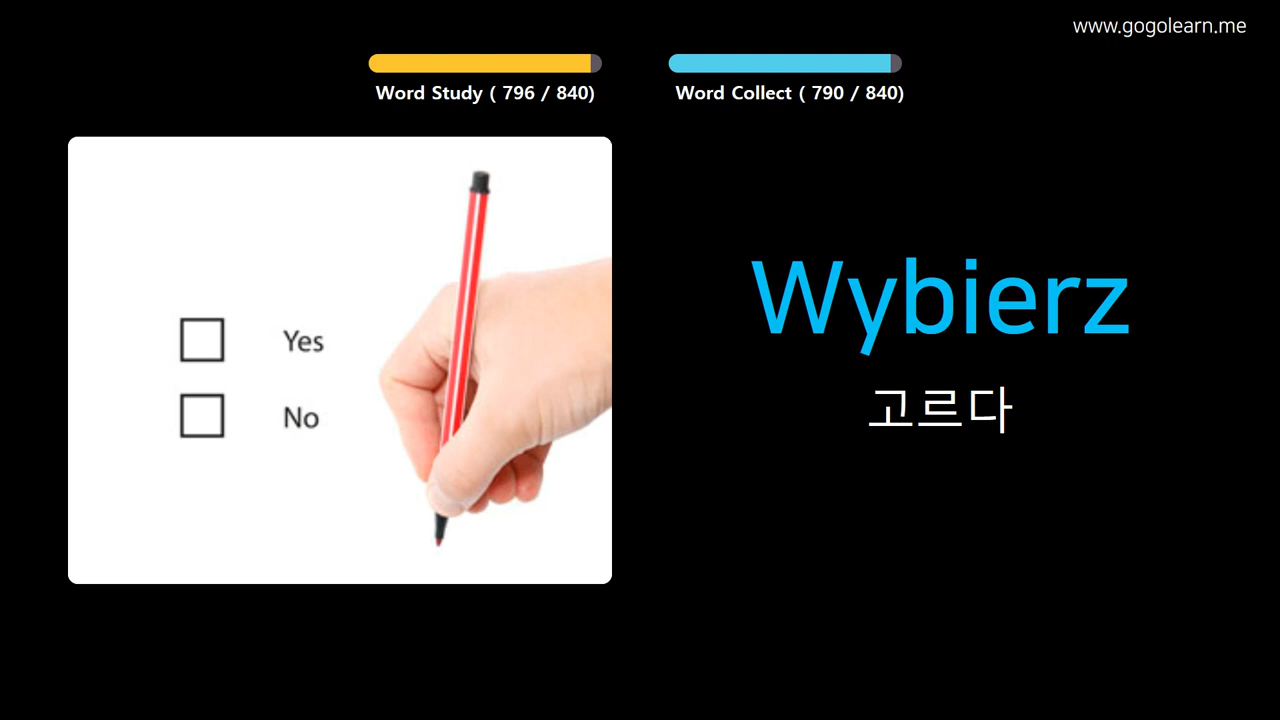 www.gogolearn.me
Word Study ( 796 / 840)
Word Collect ( 790 / 840)
Yes
No
Wybierz
고르다